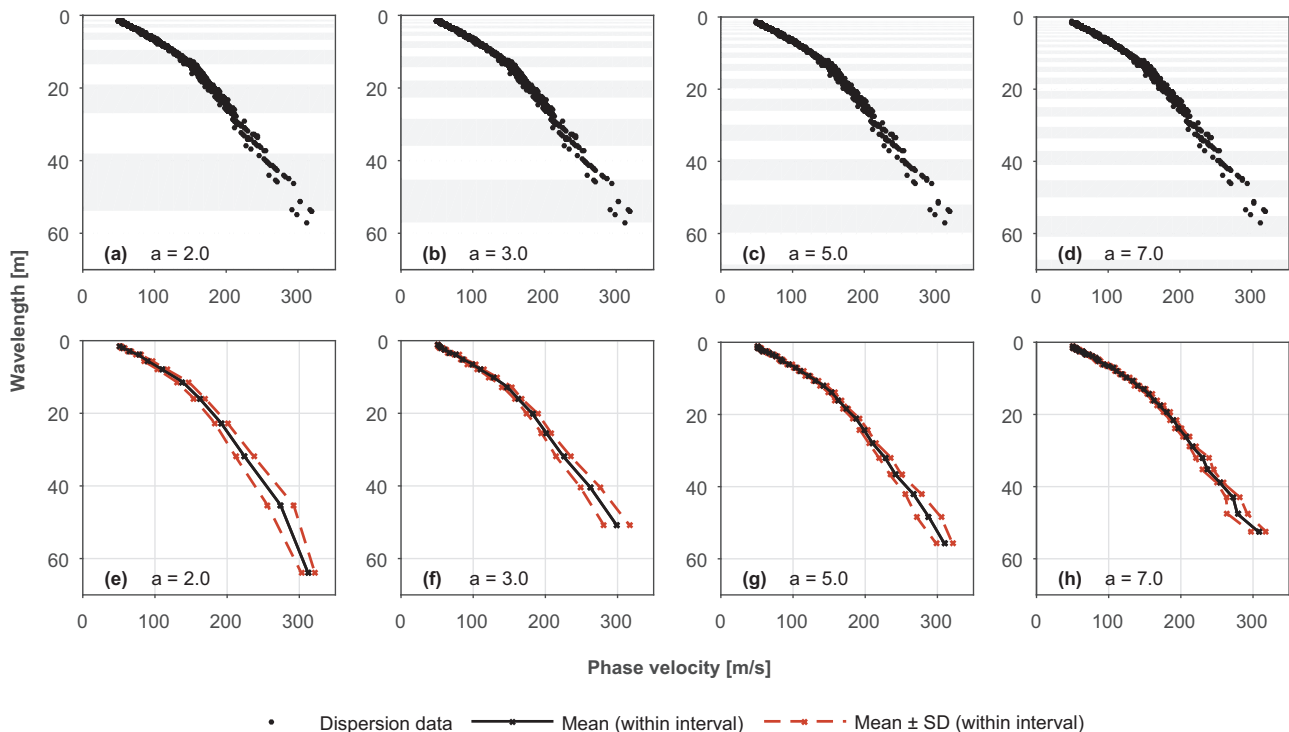 0
20
40
60
(a) a = 2.0
0 100 200 300
0
20
40
60
(b) a = 3.0
0 100 200 300
0
20
40
60
(c) a = 5.0
0 100 200 300
0
20
40
60
(d) a = 7.0
0 100 200 300
Wavelength [m]
0
20
40
60
(e) a = 2.0
0 100 200 300
0
20
40
60
(f) a = 3.0
0 100 200 300
0
20
40
60
(g) a = 5.0
0 100 200 300
0
20
40
60
(h) a = 7.0
0 100 200 300
Phase velocity [m/s]
Dispersion data Mean (within interval) Mean ± SD (within interval)